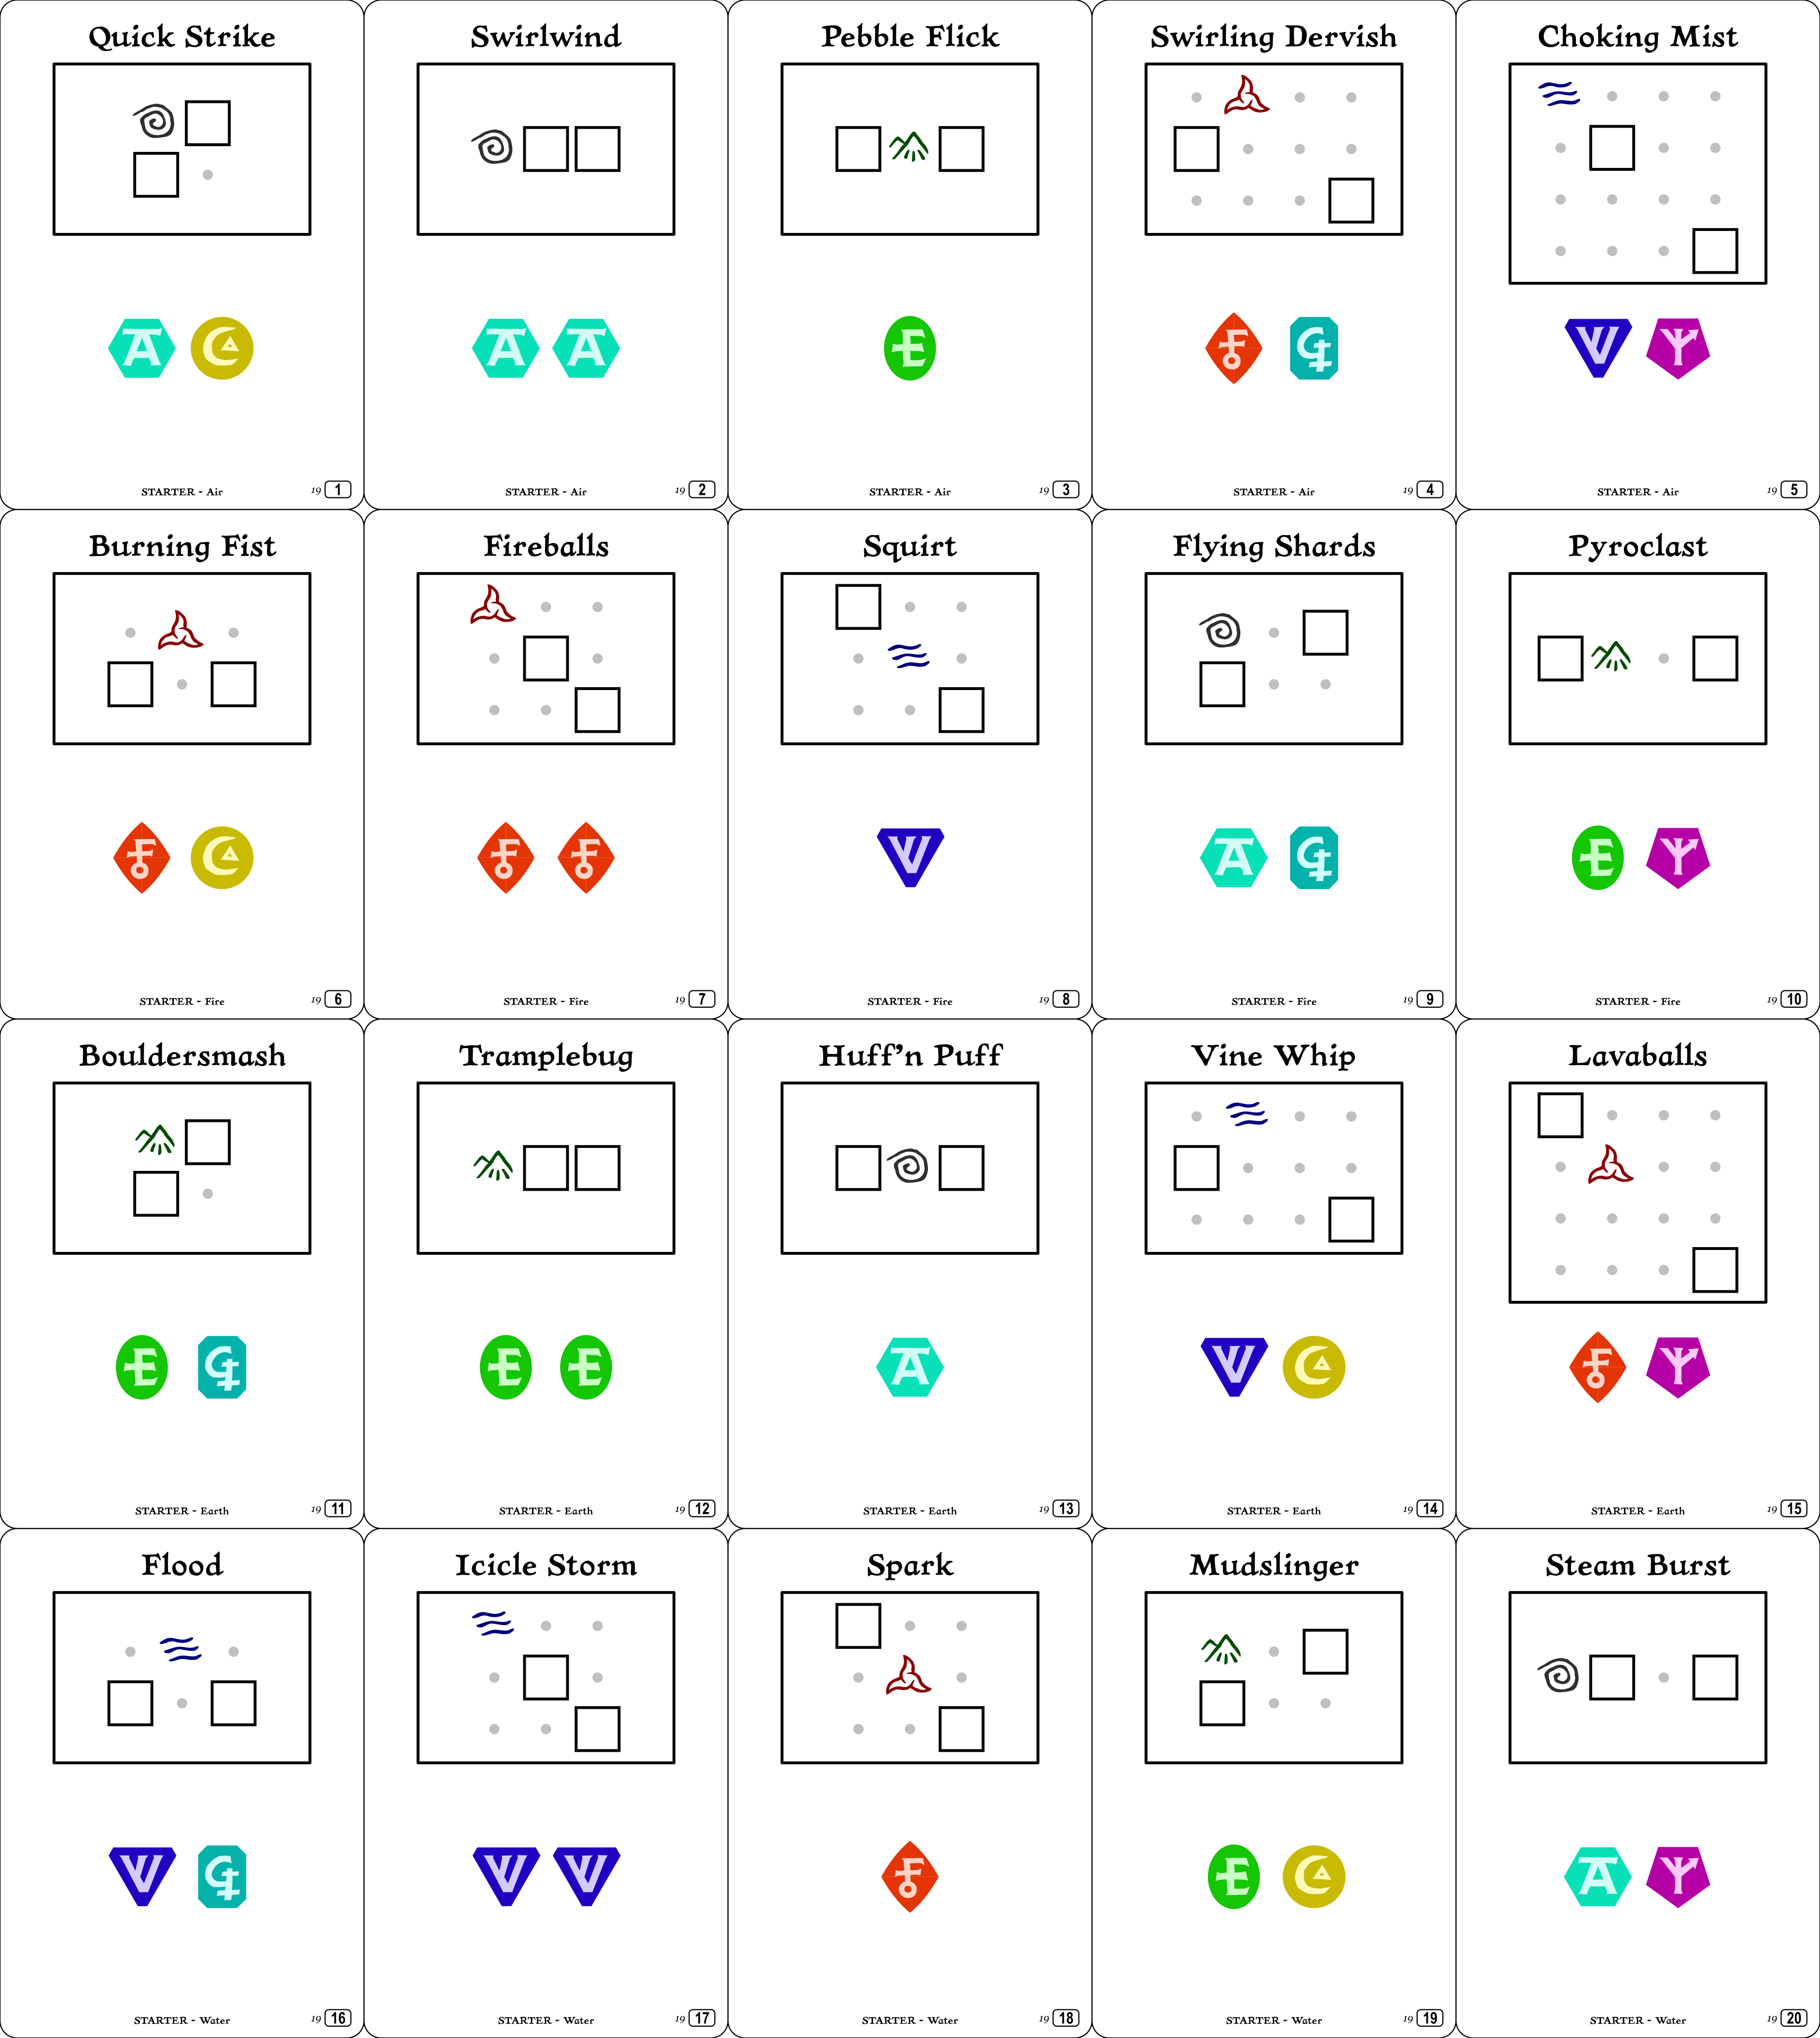 Quick Strike
A C
STARTER - Air 19 1
Swirlwind
A A
STARTER - Air 19 2
Pebble Flick
E
STARTER - Air 19 3
Swirling Dervish
F G
STARTER - Air 19 4
Choking Mist
W
STARTER - Air 19 5
Burning Fist
F C
STARTER - Fire 19 6
Fireballs
F F
STARTER - Fire 19 7
Squirt
W
STARTER - Fire 19 8
Flying Shards
A G
STARTER - Fire 19 9
Pyroclast
E
STARTER - Fire 19 10
Bouldersmash
E G
STARTER - Earth 19 11
Tramplebug
E E
STARTER - Earth 19 12
Huff'n Puff
A
STARTER - Earth 19 13
Vine Whip
W C
STARTER - Earth 19 14
Lavaballs
F
STARTER - Earth 19 15
Flood
W G
STARTER - Water 19 16
Icicle Storm
W W
STARTER - Water 19 17
Spark
F
STARTER - Water 19 18
Mudslinger
E C
STARTER - Water 19 19
Steam Burst
A
STARTER - Water 19 20